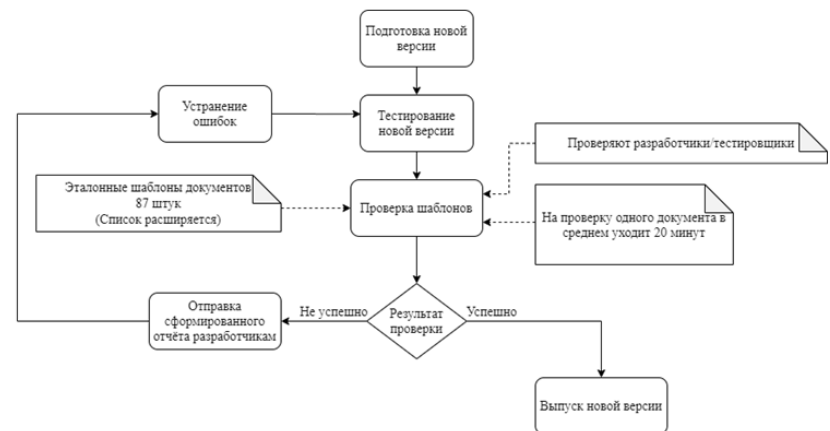 Подготовка новой
версии
Устранение
ошибок
Тестирование
новой версии
Проверяют разработчики/тестировщики
Эталонные шаблоны документов
87 штук
(Список расширяется)
Проверка шаблонов
На проверку одного документа в
среднем уходит 20 минут
Отправка
сформированного
отчёта разработчикам
Не успешно
Результат
проверки
Успешно
Выпуск новой версии